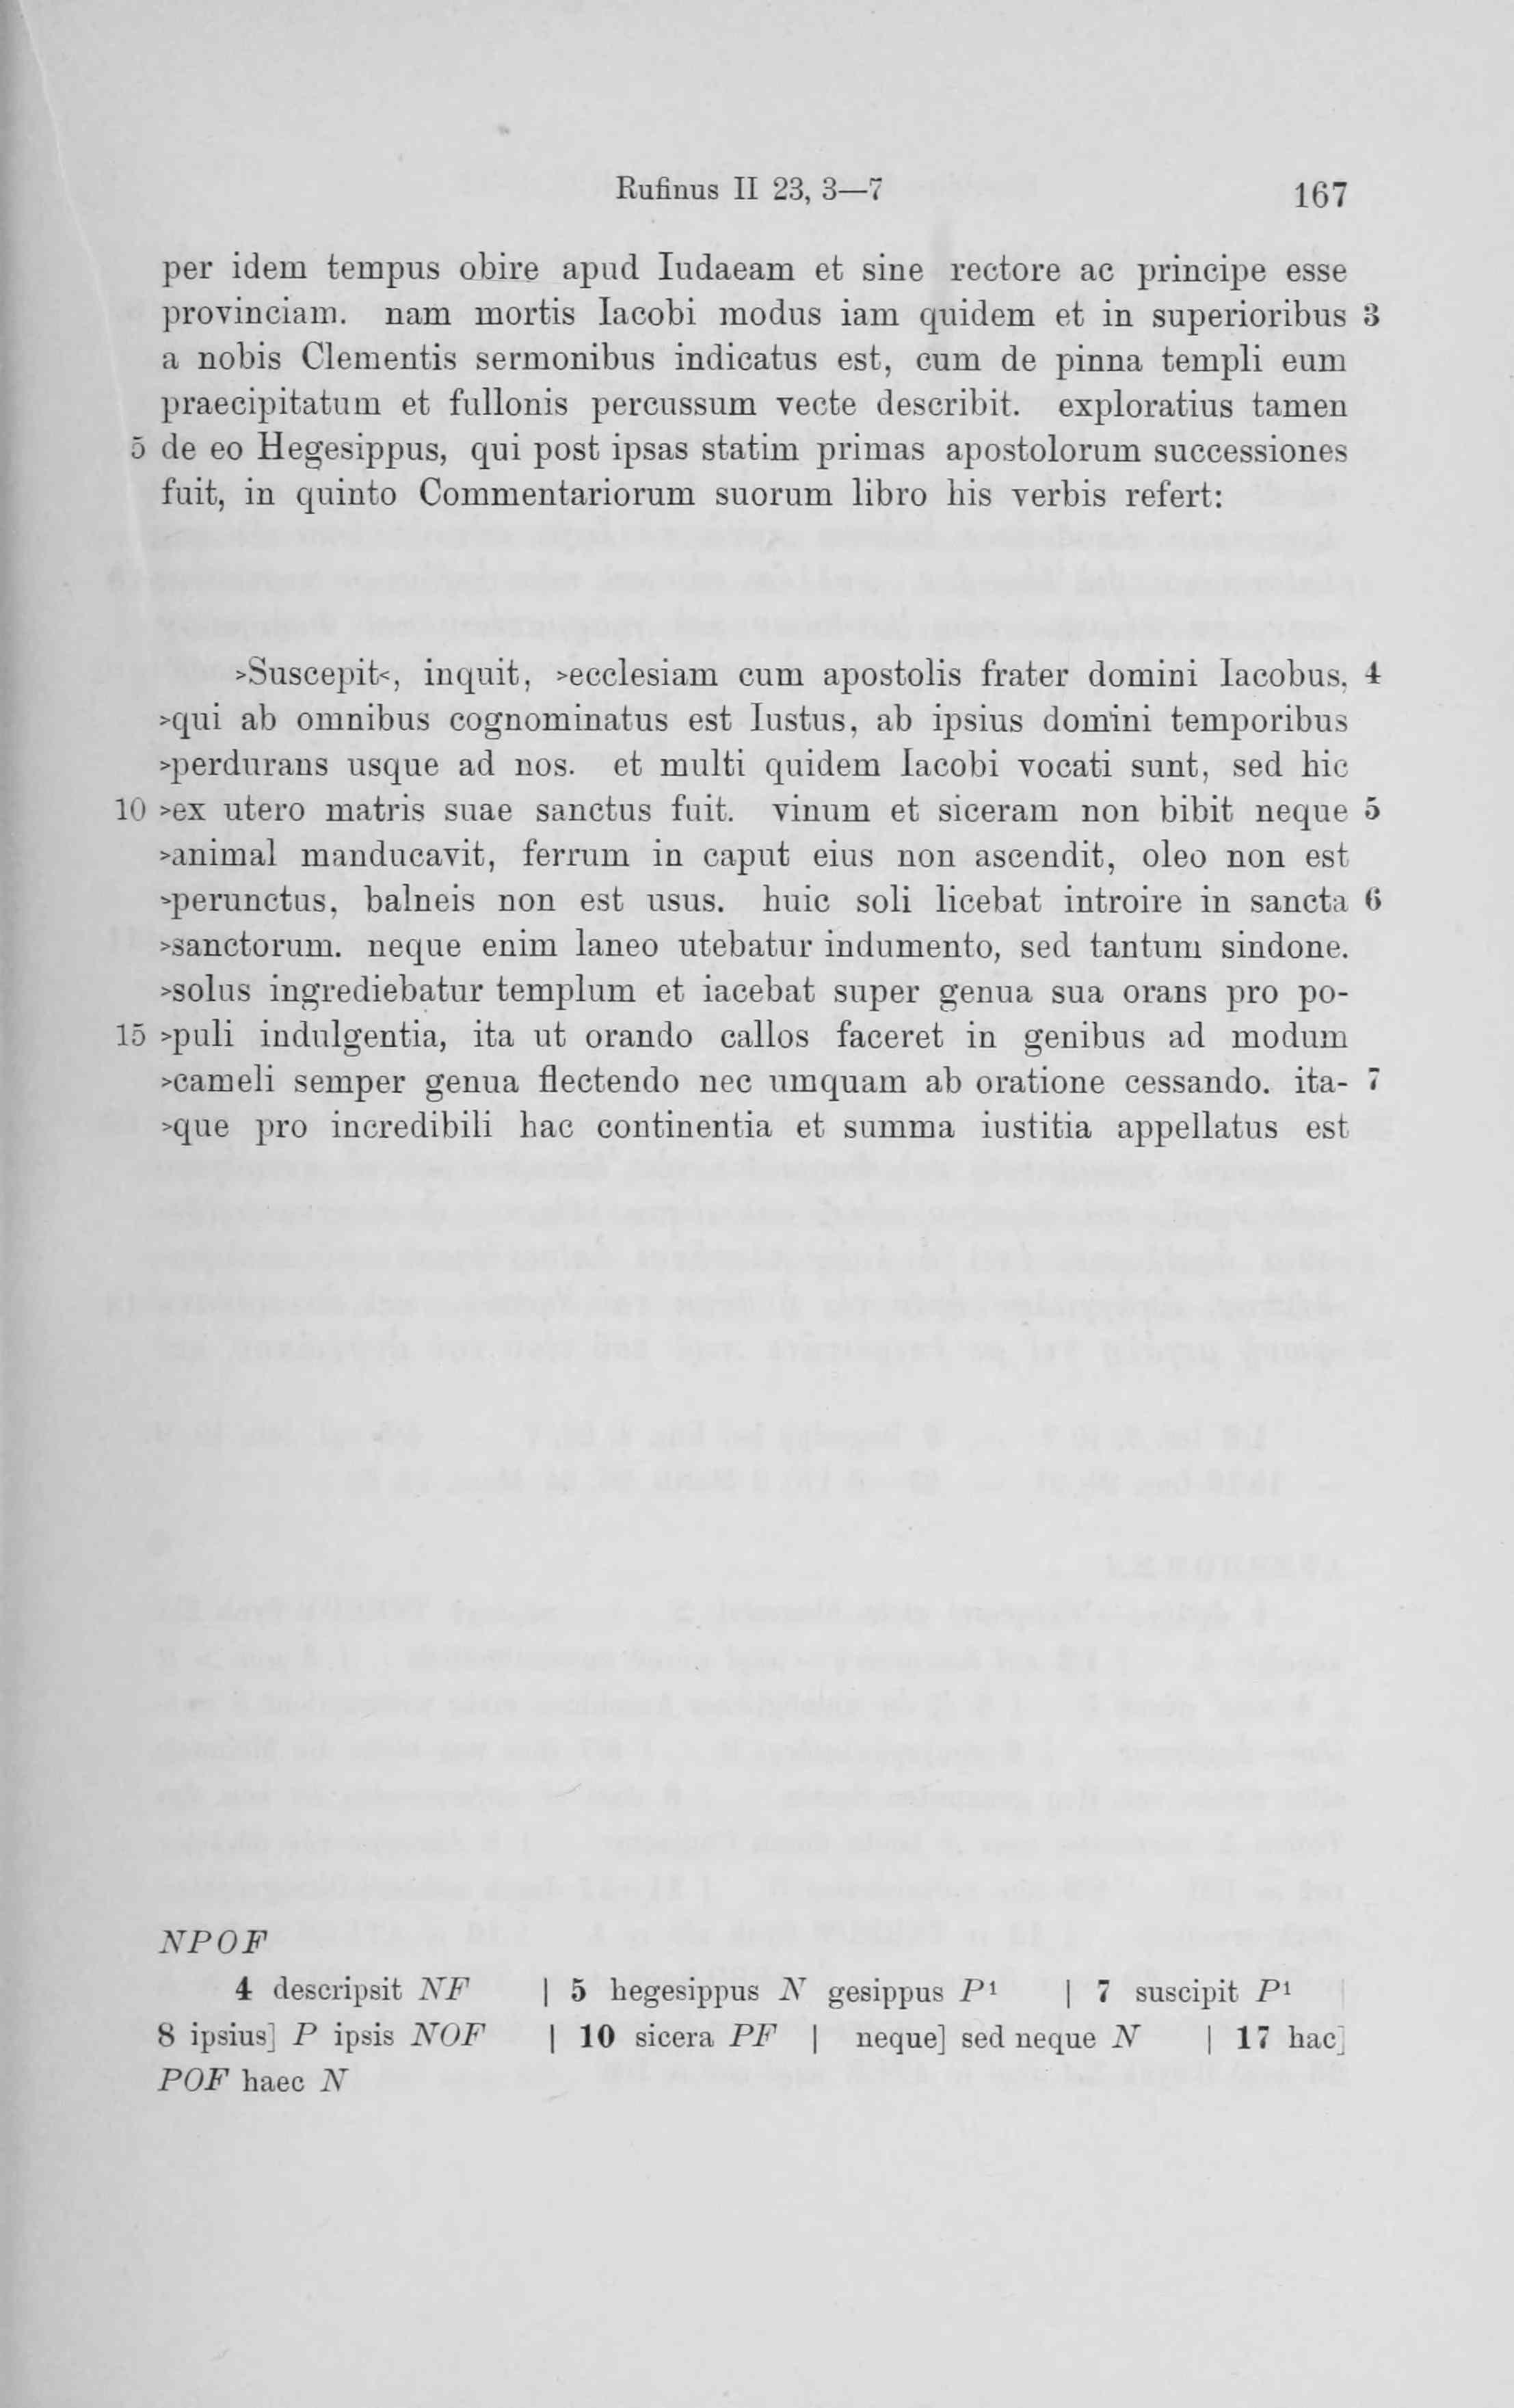 Rufinus II 23, 3—7 167
per idem tempus obire apud Iudaeam et sine rectore ac principe esse
provinciam. nam mortis Iacobi modus iam quidem et in superioribus 3
a nobis Clementis sermonibus indicatus est, cum de pinna templi eum
praecipitatum et fullonis percussum vecte describit. exploratius tamen
5 de eo Hegesippus, qui post ipsas statim primas apostolorum successiones
fuit, in quinto Commentariorum suorum libro his verbis refert:
>Suscepit<, inquit, >ecclesiam cum apostolis frater domini Iacobus, 4
>qui ab omnibus cognominatus est Iustus, ab ipsius domini temporibus
>perdurans usque ad nos. et multi quidem Iacobi vocati sunt, sed hic
10 >ex utero matris suae sanctus fuit. vinum et siceram non bibit neque 5
>animal manducavit, ferrum in caput eius non ascendit, oleo non est
>perunctus, balneis non est usus. huic soli licebat introire in sancta 6
>sanctorum. neque enim laneo utebatur indumento, sed tantum sindone.
>solus ingrediebatur templum et iacebat super genua sua orans pro po-
15 >puli indulgentia, ita ut orando callos faceret in genibus ad modum
>cameli semper genua flectendo nec umquam ab oratione cessando. ita- 7
>que pro incredibili hac continentia et summa iustitia appellatus est
NPOF
4 descripsit NF | 5 hegesippus N gesippus P¹ | 7 suscipit P¹
8 ipsius] P ipsis NOF | 10 sicera PF | neque] sed neque N | 17 hac]
POF haec N